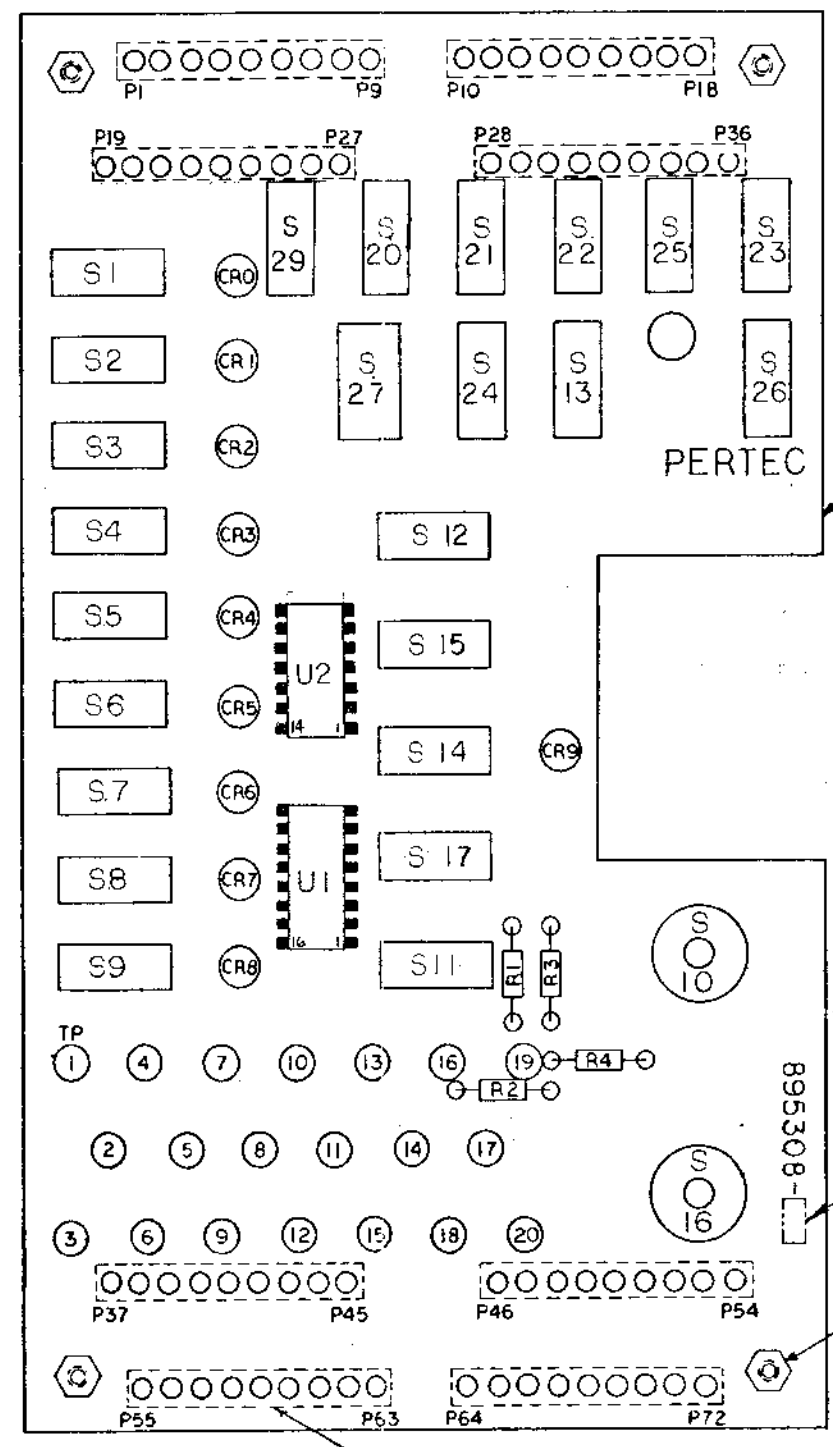 P1 P9 P10 P18
P19 P27 P28 P36
S 29
S 20
S 21
S 22
S 25
S 23
S1 CR0
S2 CR1
S 27
S 24
S 13
S 26
S3 CR2
PERTEC
S4 CR3 S 12
S5 CR4 S 15
U2
14 1
S6 CR5 S 14 CR9
S7 CR6
S8 CR7 U1 S 17
16 1
S9 CR8 S11 R1 R3
S 10
TP
1 4 7 10 13 16 19 R4
R2
895308-
2 5 8 11 14 17
S 16
3 6 9 12 15 18 20
P37 P45 P46 P54
P55 P63 P64 P72